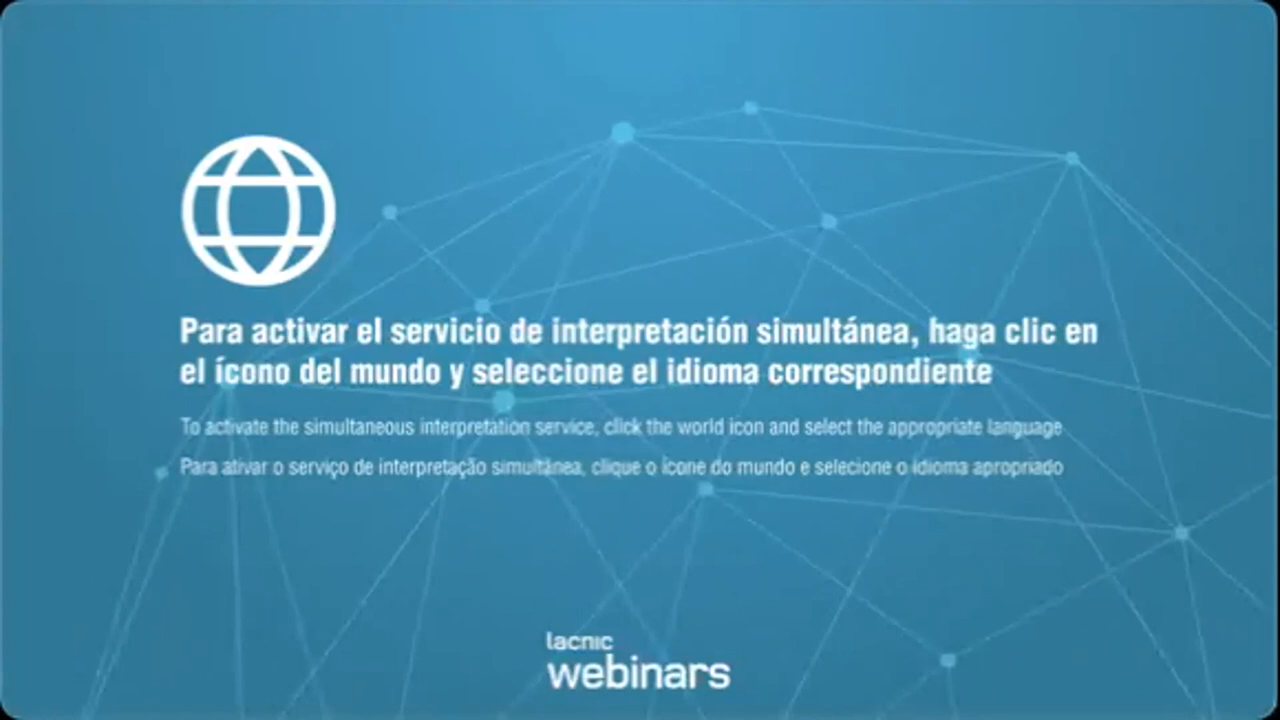 Para activar el servicio de interpretación simultánea, haga clic en
el ícono del mundo y seleccione el idioma correspondiente
To activate the simultaneous interpretation service, click the world icon and select the appropriate language
Para ativar o serviço de interpretação simultânea, clique o ícone do mundo e selecione o idioma apropriado
lacnic
webinars